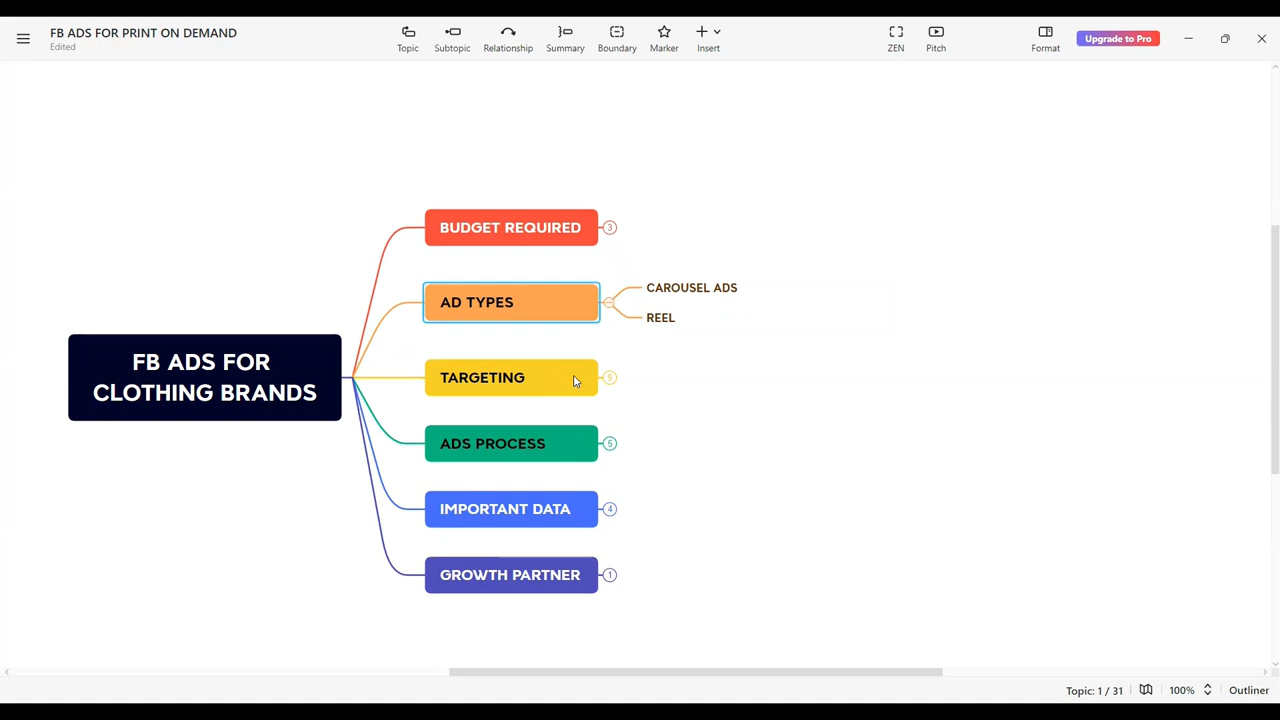 FB ADS FOR PRINT ON DEMAND
Edited
Topic
Subtopic
Relationship
Summary
Boundary
Marker
Insert
ZEN
Pitch
Format
Upgrade to Pro
BUDGET REQUIRED
3
AD TYPES
CAROUSEL ADS
REEL
FB ADS FOR
CLOTHING BRANDS
TARGETING
9
ADS PROCESS
5
IMPORTANT DATA
4
GROWTH PARTNER
1
Topic: 1 / 31
100%
Outliner